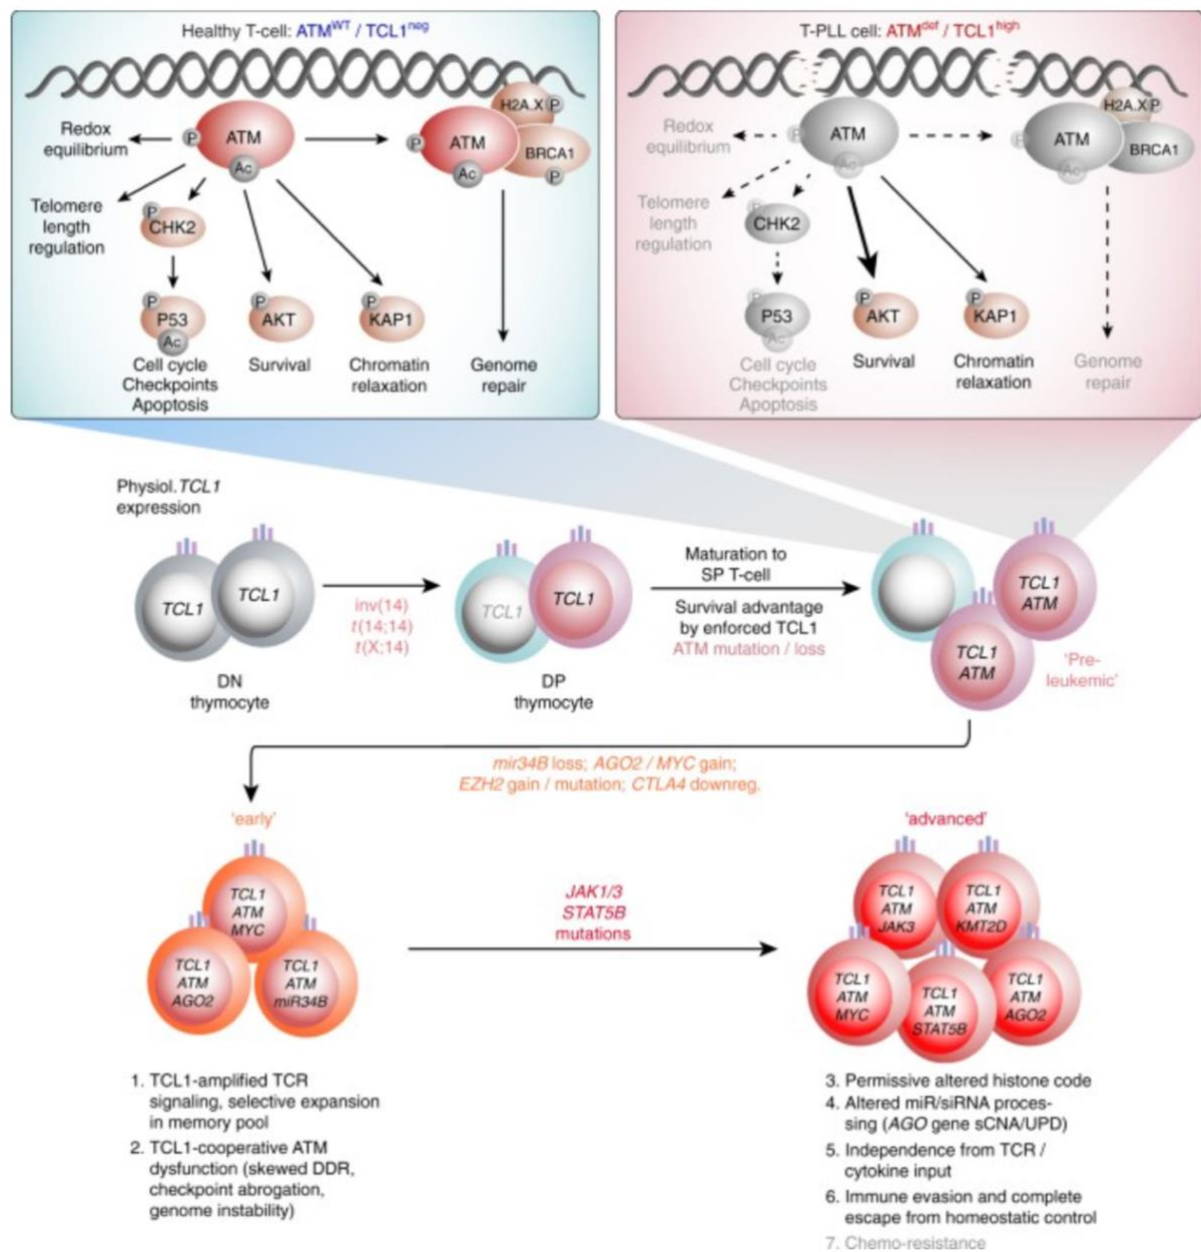 Healthy T-cell: ATMWT / TCL1neg
H2A.X P
Redox
equilibrium
P
ATM
Ac
P
ATM
Ac
BRCA1
P
Telomere
length
regulation
P
CHK2
P
P53
Ac
P
AKT
P
KAP1
Cell cycle
Checkpoints
Apoptosis
Survival
Chromatin
relaxation
Genome
repair
T-PLL cell: ATMdef / TCL1high
H2A.X P
Redox
equilibrium
P
ATM
Ac
ATM
Ac
BRCA1
Telomere
length
regulation
P
CHK2
P
P53
Ac
P
AKT
P
KAP1
Cell cycle
Checkpoints
Apoptosis
Survival
Chromatin
relaxation
Genome
repair
Physiol. TCL1
expression
TCL1
TCL1
DN
thymocyte
inv(14)
t(14;14)
t(X;14)
TCL1
TCL1
DP
thymocyte
Maturation to
SP T-cell
Survival advantage
by enforced TCL1
ATM mutation / loss
TCL1
ATM
TCL1
ATM
'Pre-
leukemic'
mir34B loss; AGO2 / MYC gain;
EZH2 gain / mutation; CTLA4 downreg.
'early'
TCL1
ATM
MYC
TCL1
ATM
AGO2
TCL1
ATM
miR34B
JAK1/3
STAT5B
mutations
'advanced'
TCL1
ATM
JAK3
TCL1
ATM
KMT2D
TCL1
ATM
MYC
TCL1
ATM
STAT5B
TCL1
ATM
AGO2
1. TCL1-amplified TCR
signaling, selective expansion
in memory pool
2. TCL1-cooperative ATM
dysfunction (skewed DDR,
checkpoint abrogation,
genome instability)
3. Permissive altered histone code
4. Altered miR/siRNA proces-
sing (AGO gene sCNA/UPD)
5. Independence from TCR /
cytokine input
6. Immune evasion and complete
escape from homeostatic control
7. Chemo-resistance